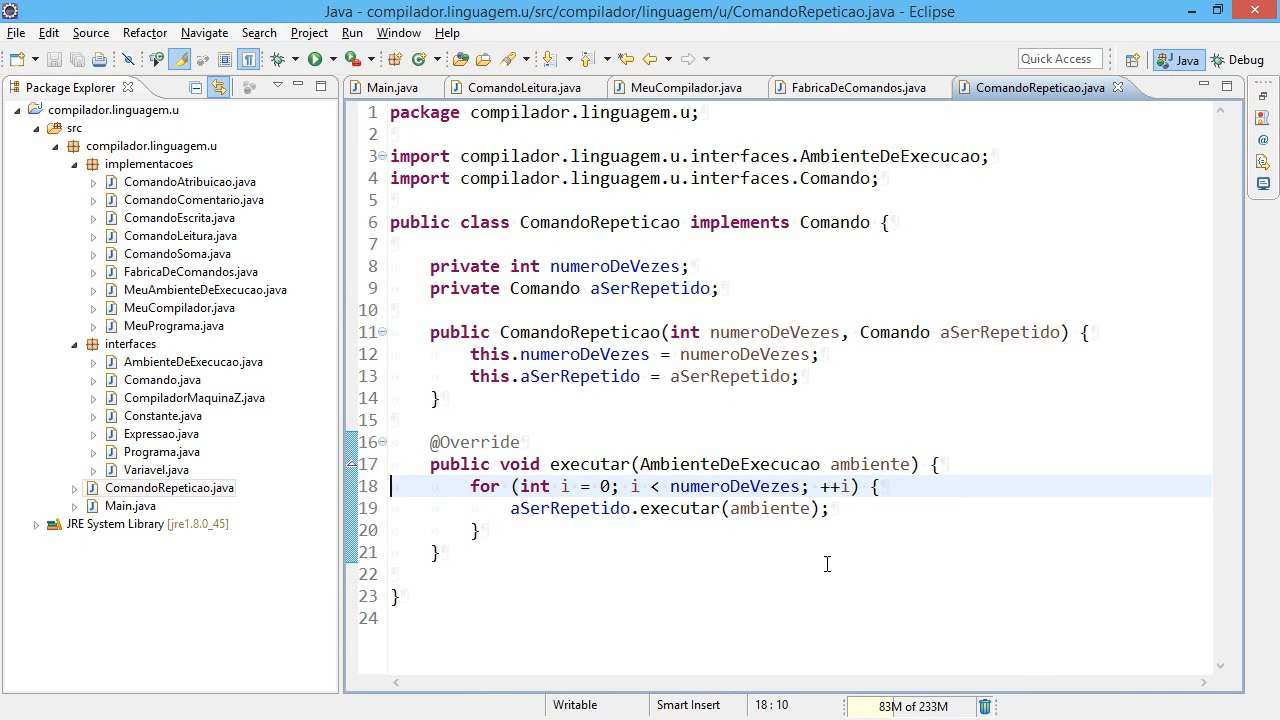 Java - compilador.linguagem.u/src/compilador/linguagem/u/ComandoRepeticao.java - Eclipse
File Edit Source Refactor Navigate Search Project Run Window Help
Quick Access
Java
Debug
Package Explorer
compilador.linguagem.u
src
compilador.linguagem.u
implementacoes
ComandoAtribuicao.java
ComandoComentario.java
ComandoEscrita.java
ComandoLeitura.java
ComandoSoma.java
FabricaDeComandos.java
MeuAmbienteDeExecucao.java
MeuCompilador.java
MeuPrograma.java
interfaces
AmbienteDeExecucao.java
Comando.java
CompiladorMaquinaZ.java
Constante.java
Expressao.java
Programa.java
Variavel.java
ComandoRepeticao.java
Main.java
JRE System Library [jre1.8.0_45]
Main.java ComandoLeitura.java MeuCompilador.java FabricaDeComandos.java ComandoRepeticao.java
1 package compilador.linguagem.u;
2
3 import compilador.linguagem.u.interfaces.AmbienteDeExecucao;
4 import compilador.linguagem.u.interfaces.Comando;
5
6 public class ComandoRepeticao implements Comando {
7
8 private int numeroDeVezes;
9 private Comando aSerRepetido;
10
11 public ComandoRepeticao(int numeroDeVezes, Comando aSerRepetido) {
12 this.numeroDeVezes = numeroDeVezes;
13 this.aSerRepetido = aSerRepetido;
14 }
15
16 @Override
17 public void executar(AmbienteDeExecucao ambiente) {
18 for (int i = 0; i < numeroDeVezes; ++i) {
19 aSerRepetido.executar(ambiente);
20 }
21 }
22
23 }
24
Writable Smart Insert 18 : 10 83M of 233M